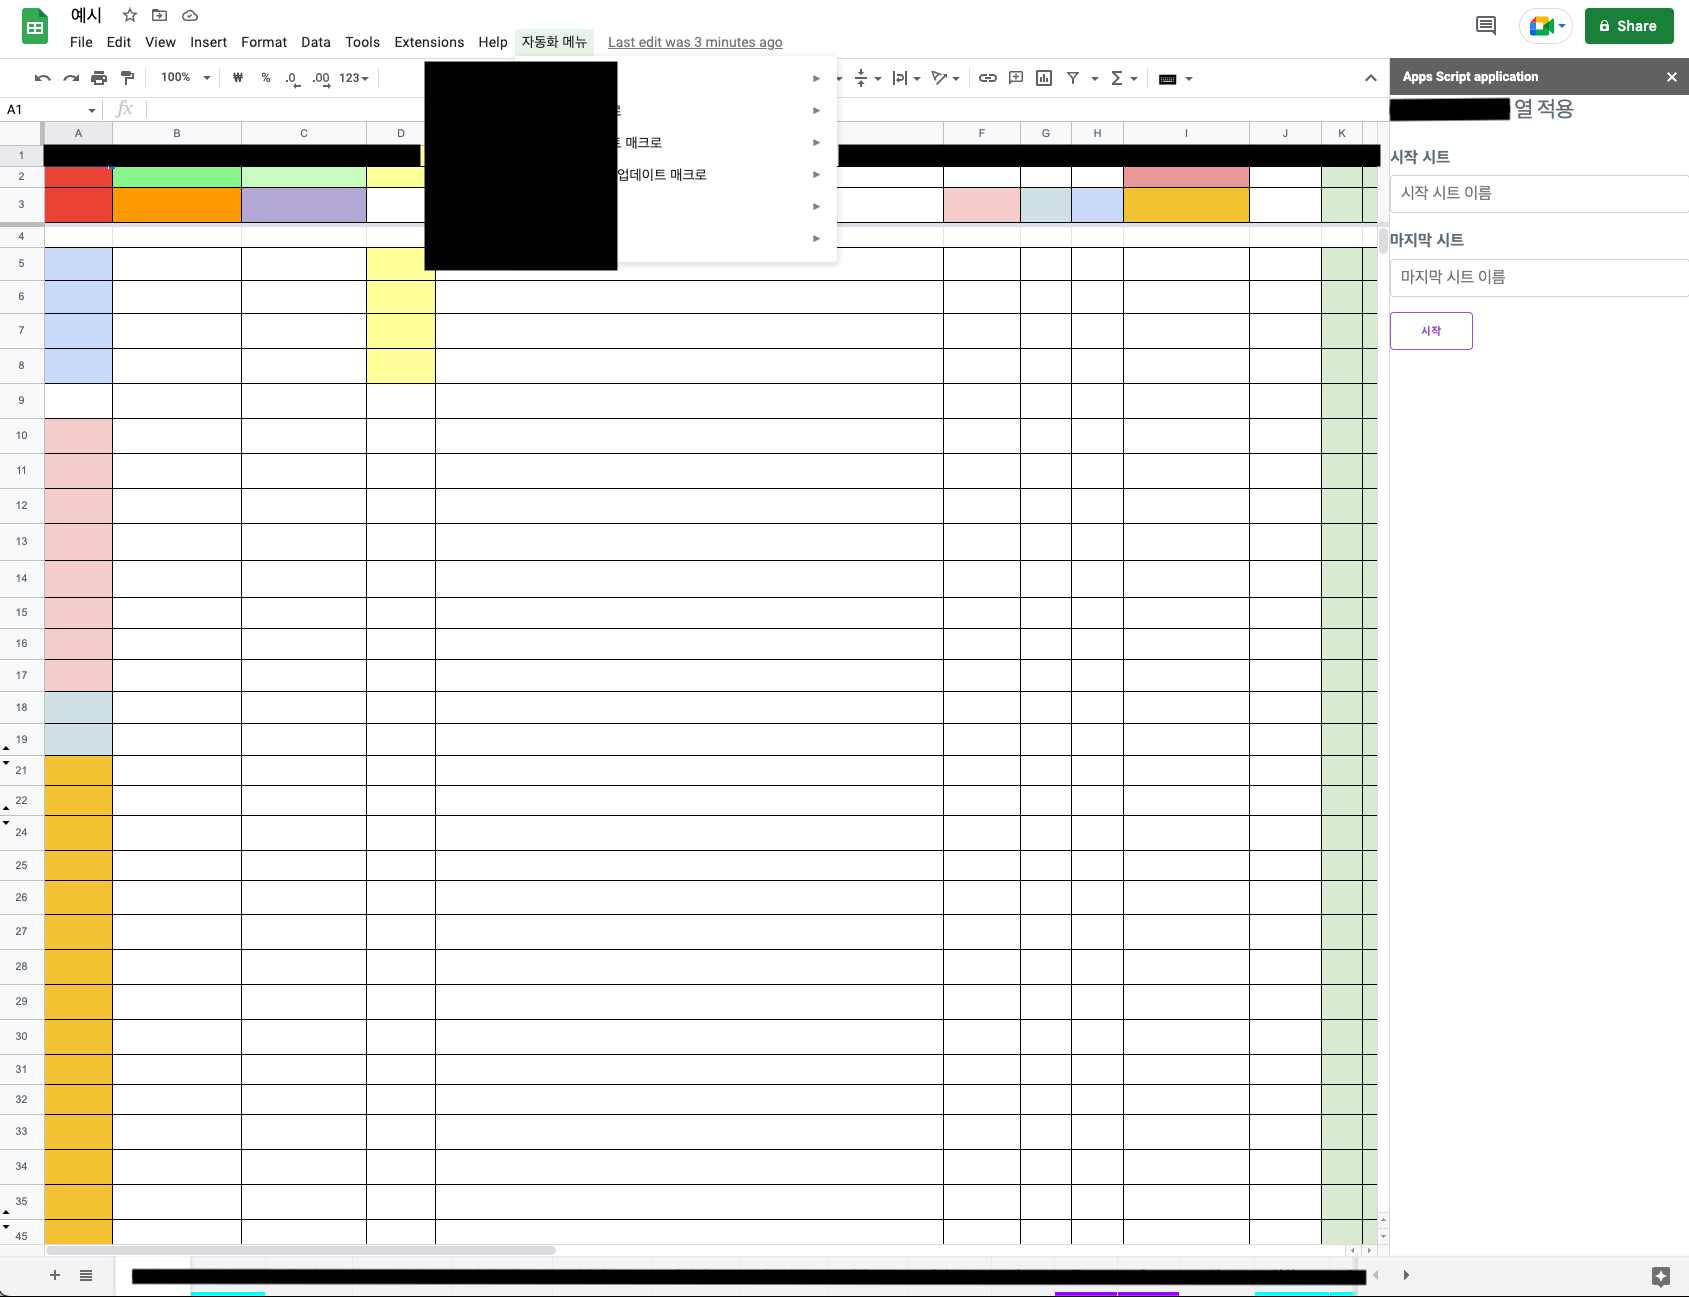 예시
File Edit View Insert Format Data Tools Extensions Help 자동화 메뉴 Last edit was 3 minutes ago
Share
100% ₩ % .0 .00 123
A1 fx
매크로
업데이트 매크로
A B C D F G H I J K
1
2
3
4
5
6
7
8
9
10
11
12
13
14
15
16
17
18
19
21
22
24
25
26
27
28
29
30
31
32
33
34
35
45
Apps Script application
열 적용
시작 시트
시작 시트 이름
마지막 시트
마지막 시트 이름
시작